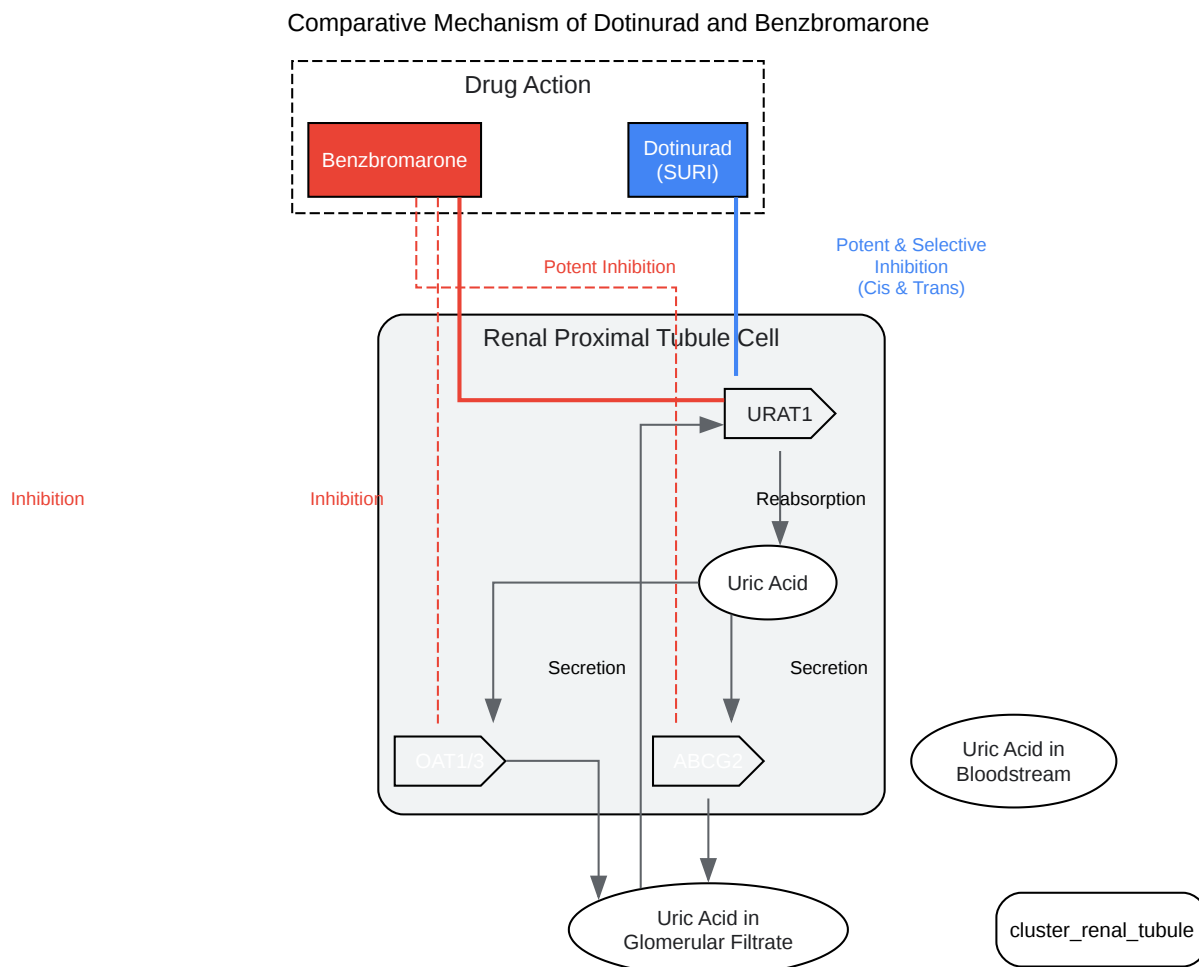 Comparative Mechanism of Dotinurad and Benzbromarone
Drug Action
Benzbromarone
Dotinurad
(SURI)
Potent Inhibition
Potent & Selective
Inhibition
(Cis & Trans)
Renal Proximal Tubule Cell
URAT1
Inhibition
Inhibition
Reabsorption
Uric Acid
Secretion
Secretion
OAT1/3
ABCG2
Uric Acid in
Bloodstream
Uric Acid in
Glomerular Filtrate
cluster_renal_tubule